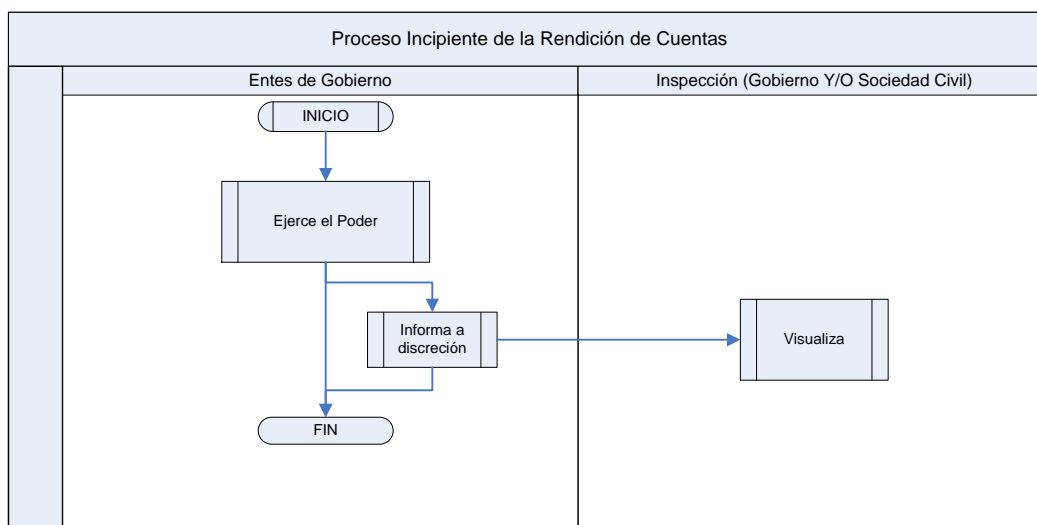 Proceso Incipiente de la Rendición de Cuentas
Entes de Gobierno
Inspección (Gobierno Y/O Sociedad Civil)
INICIO
Ejerce el Poder
Informa a
discreción
Visualiza
FIN